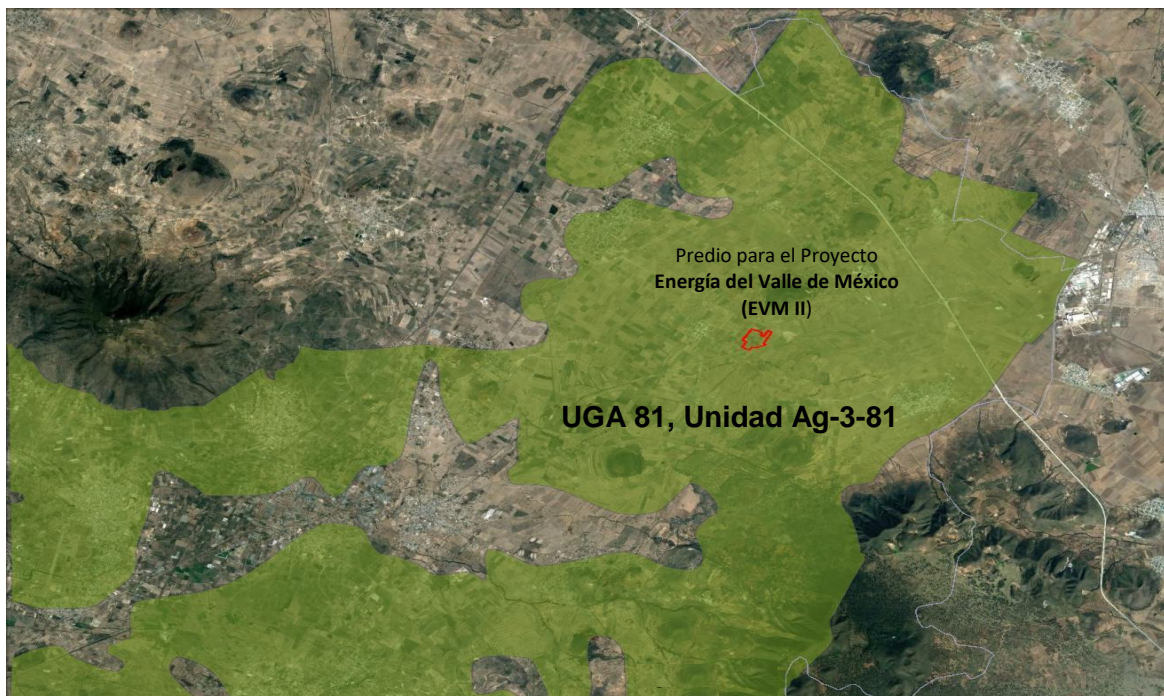 Predio para el Proyecto
Energía del Valle de México
(EVM II)
UGA 81, Unidad Ag-3-81